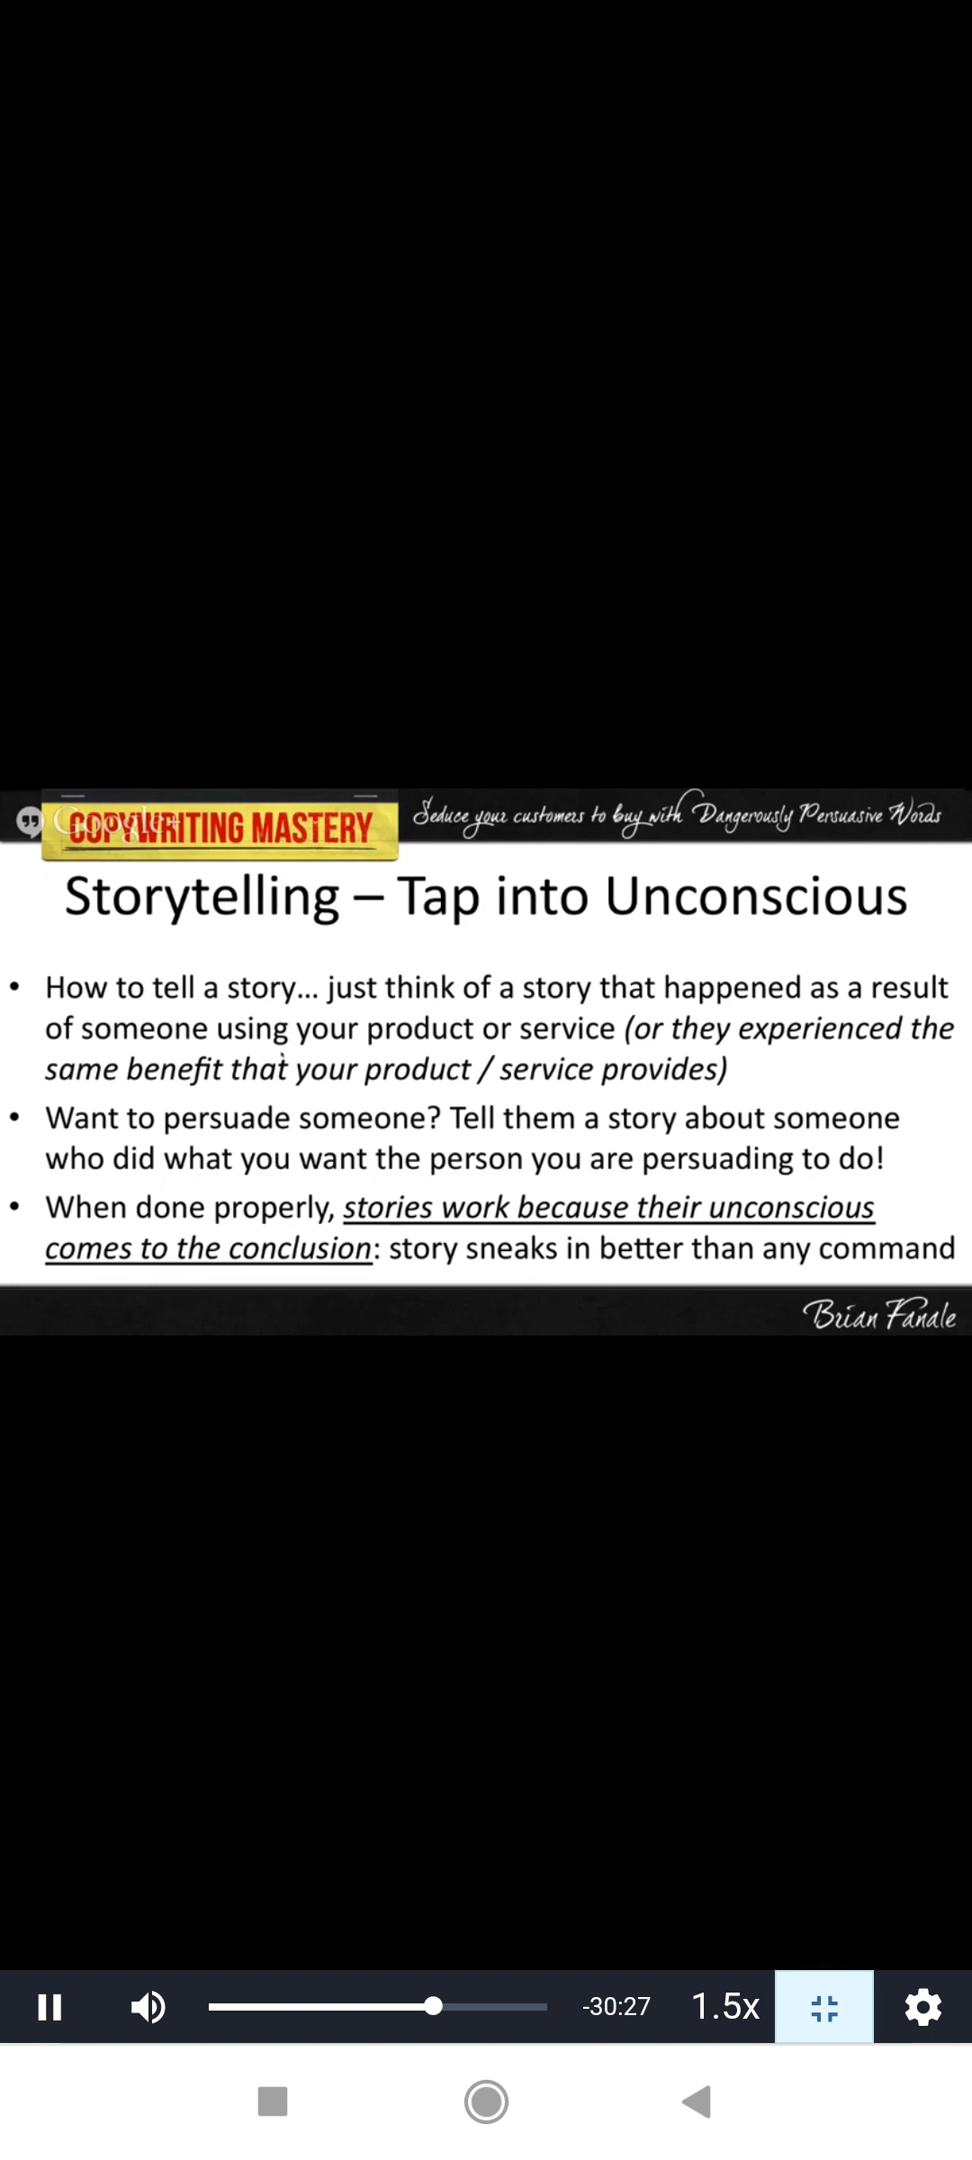 Google+
COPYWRITING MASTERY
Seduce your customers to buy with Dangerously Persuasive Words
Storytelling – Tap into Unconscious
• How to tell a story... just think of a story that happened as a result
of someone using your product or service (or they experienced the
same benefit that your product / service provides)
• Want to persuade someone? Tell them a story about someone
who did what you want the person you are persuading to do!
• When done properly, stories work because their unconscious
comes to the conclusion: story sneaks in better than any command
Brian Fanale
-30:27 1.5x